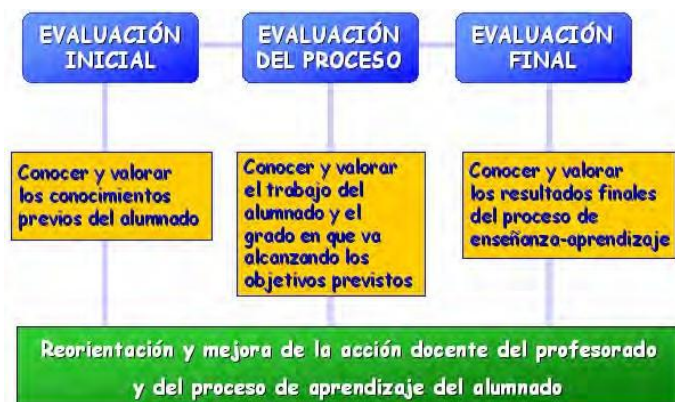 EVALUACIÓN
INICIAL
EVALUACIÓN
DEL PROCESO
EVALUACIÓN
FINAL
Conocer y valorar
los conocimientos
previos del alumnado
Conocer y valorar
el trabajo del
alumnado y el
grado en que va
alcanzando los
objetivos previstos
Conocer y valorar
los resultados finales
del proceso de
enseñanza-aprendizaje
Reorientación y mejora de la acción docente del profesorado
y del proceso de aprendizaje del alumnado